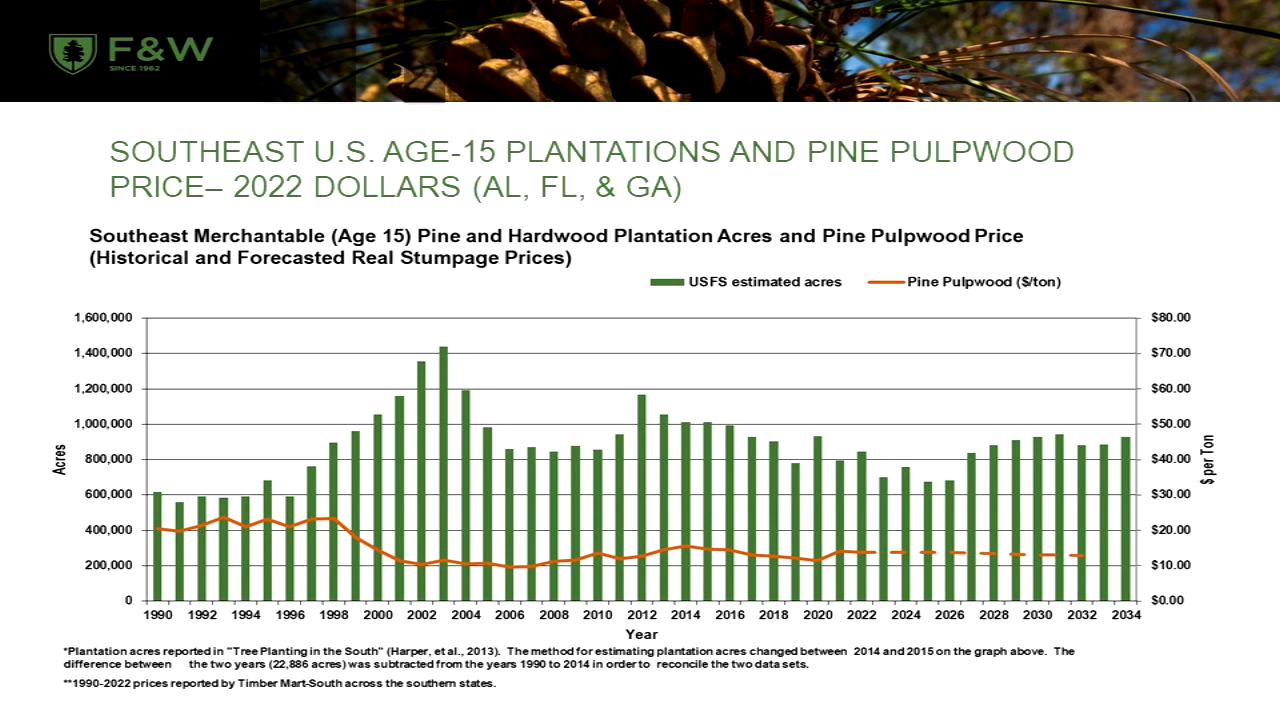 F&W
SINCE 1962
SOUTHEAST U.S. AGE-15 PLANTATIONS AND PINE PULPWOOD
PRICE– 2022 DOLLARS (AL, FL, & GA)
Southeast Merchantable (Age 15) Pine and Hardwood Plantation Acres and Pine Pulpwood Price
(Historical and Forecasted Real Stumpage Prices)
USFS estimated acres Pine Pulpwood ($/ton)
1,600,000 $80.00
1,400,000 $70.00
1,200,000 $60.00
1,000,000 $50.00
800,000 $40.00
600,000 $30.00
400,000 $20.00
200,000 $10.00
0 $0.00
Acres
$ per Ton
1990 1992 1994 1996 1998 2000 2002 2004 2006 2008 2010 2012 2014 2016 2018 2020 2022 2024 2026 2028 2030 2032 2034
Year
*Plantation acres reported in "Tree Planting in the South" (Harper, et al., 2013). The method for estimating plantation acres changed between 2014 and 2015 on the graph above. The
difference between the two years (22,886 acres) was subtracted from the years 1990 to 2014 in order to reconcile the two data sets.
**1990-2022 prices reported by Timber Mart-South across the southern states.